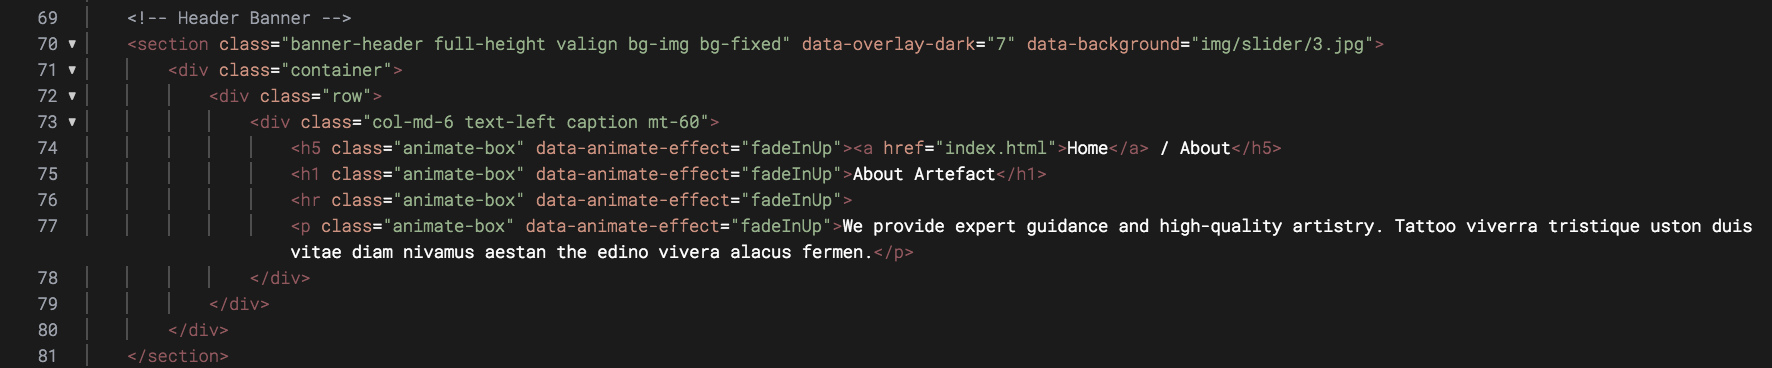 69 <!-- Header Banner -->
70 ▼ <section class="banner-header full-height valign bg-img bg-fixed" data-overlay-dark="7" data-background="img/slider/3.jpg">
71 ▼ <div class="container">
72 ▼ <div class="row">
73 ▼ <div class="col-md-6 text-left caption mt-60">
74 <h5 class="animate-box" data-animate-effect="fadeInUp"><a href="index.html">Home</a> / About</h5>
75 <h1 class="animate-box" data-animate-effect="fadeInUp">About Artefact</h1>
76 <hr class="animate-box" data-animate-effect="fadeInUp">
77 <p class="animate-box" data-animate-effect="fadeInUp">We provide expert guidance and high-quality artistry. Tattoo viverra tristique uston duis
vitae diam nivamus aestan the edino vivera alacus fermen.</p>
78 </div>
79 </div>
80 </div>
81 </section>